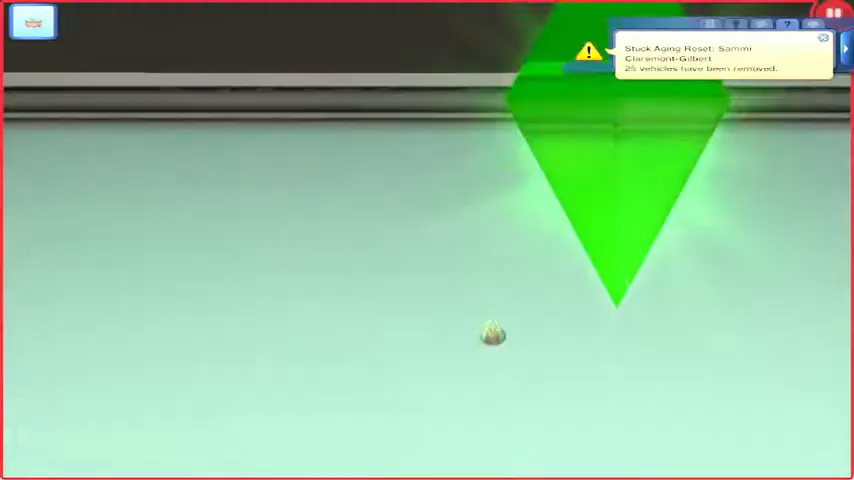 Stuck Aging Reset: Sammi
Claremont-Gilbert
25 vehicles have been removed.